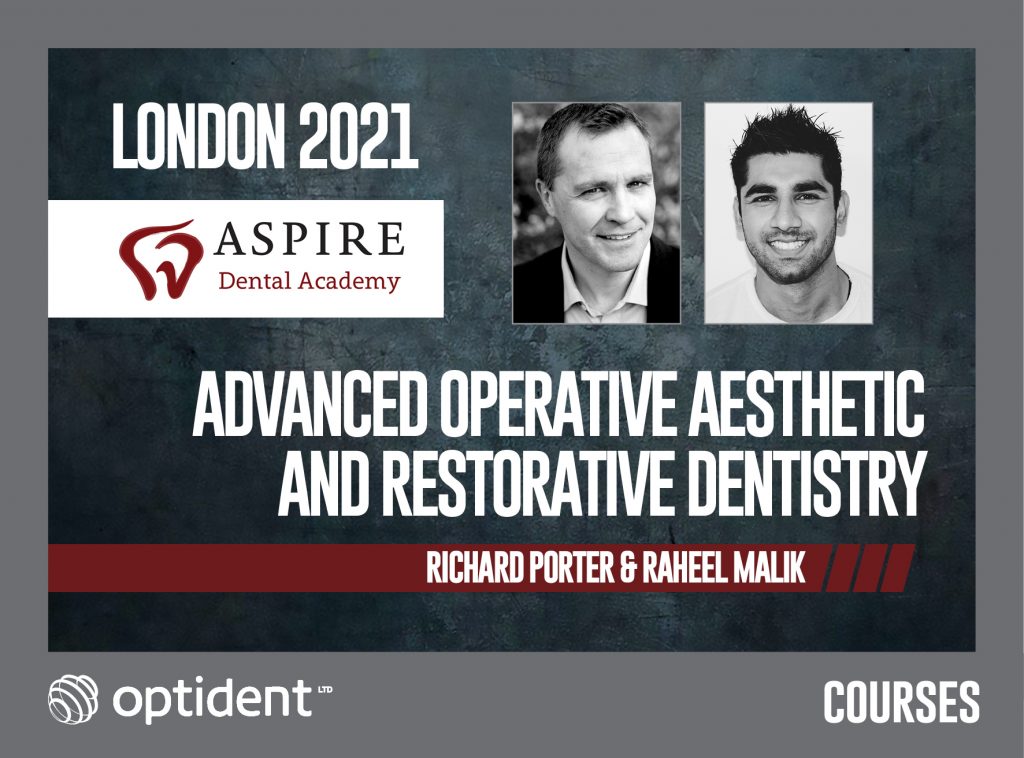 LONDON 2021
ASPIRE
Dental Academy
ADVANCED OPERATIVE AESTHETIC
AND RESTORATIVE DENTISTRY
RICHARD PORTER & RAHEEL MALIK
optident LTD
COURSES